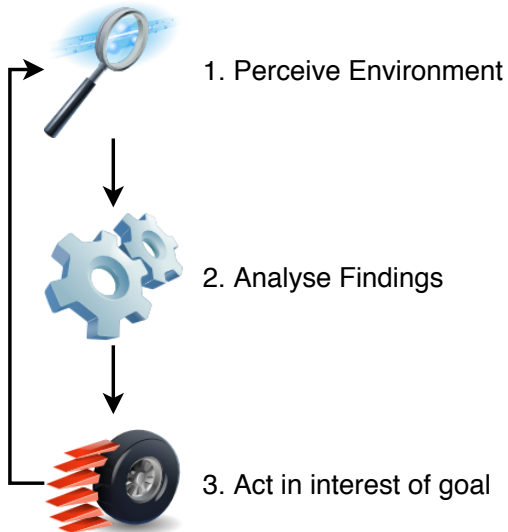 1. Perceive Environment
2. Analyse Findings
3. Act in interest of goal